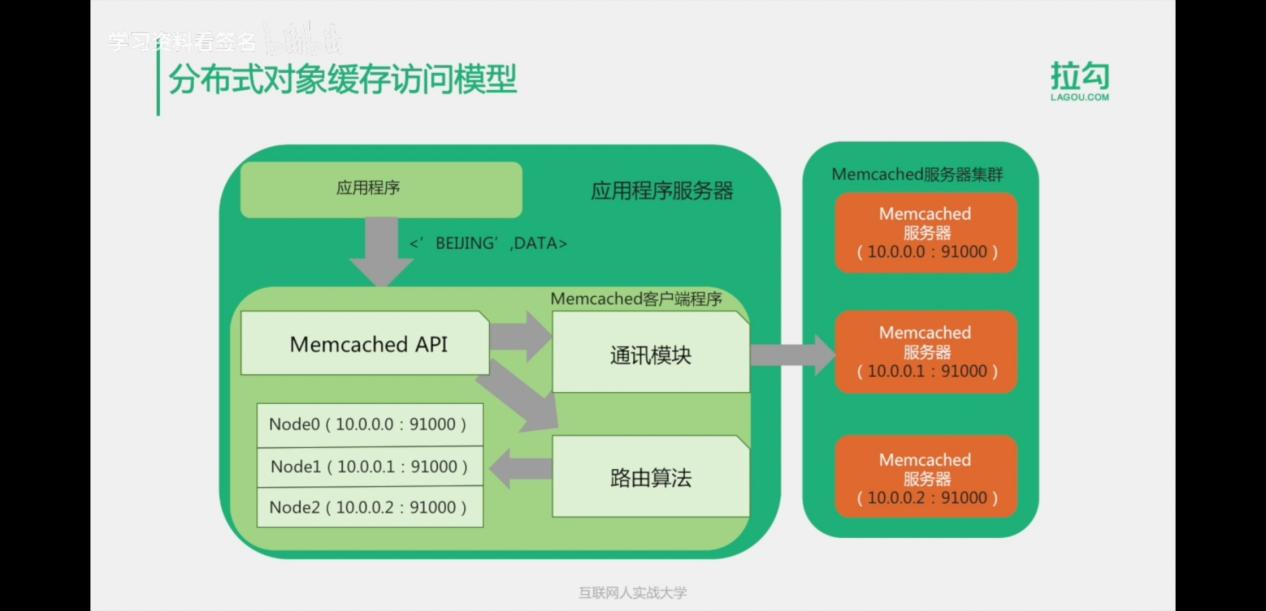 学习资料看签名
分布式对象缓存访问模型
拉勾
LAGOU.COM
应用程序
应用程序服务器
<' BEIJING' ,DATA>
Memcached客户端程序
Memcached API
通讯模块
Node0（10.0.0.0：91000）
Node1（10.0.0.1：91000）
Node2（10.0.0.2：91000）
路由算法
Memcached服务器集群
Memcached
服务器
（10.0.0.0：91000）
Memcached
服务器
（10.0.0.1：91000）
Memcached
服务器
（10.0.0.2：91000）
互联网人实战大学